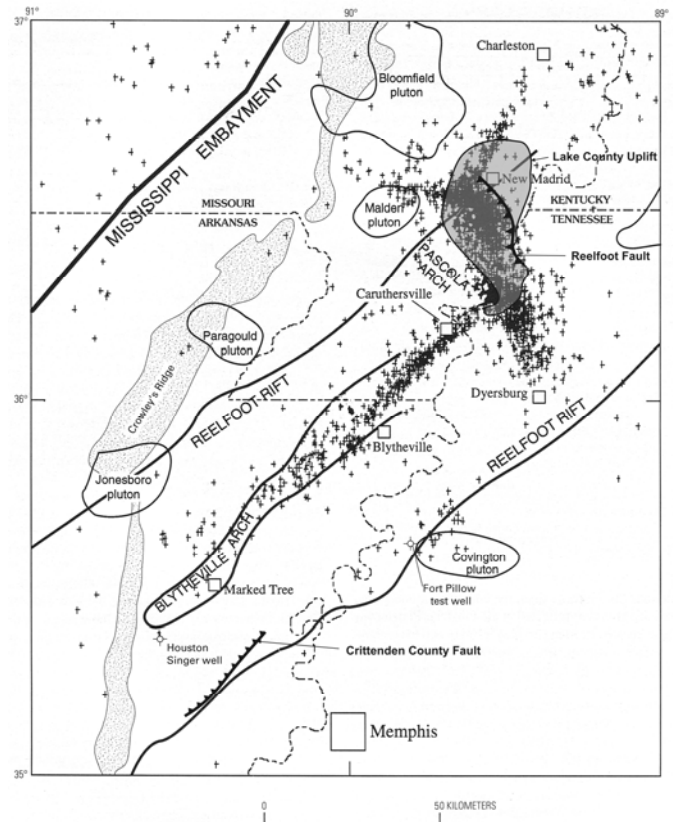 91°
90°
89°
37°
Charleston
Bloomfield
pluton
MISSISSIPPI EMBAYMENT
Lake County Uplift
New Madrid
MISSOURI
ARKANSAS
Malden
pluton
KENTUCKY
TENNESSEE
Reelfoot Fault
PASCOLA
ARCH
Caruthersville
Paragould
pluton
Crowley's Ridge
36°
REELFOOT RIFT
Dyersburg
Blytheville
REELFOOT RIFT
Jonesboro
pluton
BLYTHEVILLE ARCH
Covington
pluton
Marked Tree
Fort Pillow
test well
Houston
Singer well
Crittenden County Fault
Memphis
35°
0
50 KILOMETERS